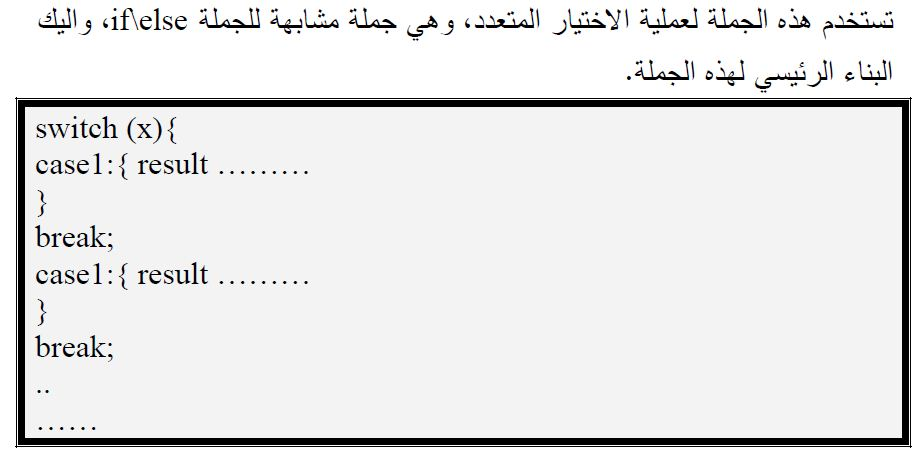 تستخدم هذه الجملة لعملية الاختيار المتعدد، وهي جملة مشابهة للجملة if\else، واليك
البناء الرئيسي لهذه الجملة.
switch (x){
case1:{ result ………
}
break;
case1:{ result ………
}
break;
..
……